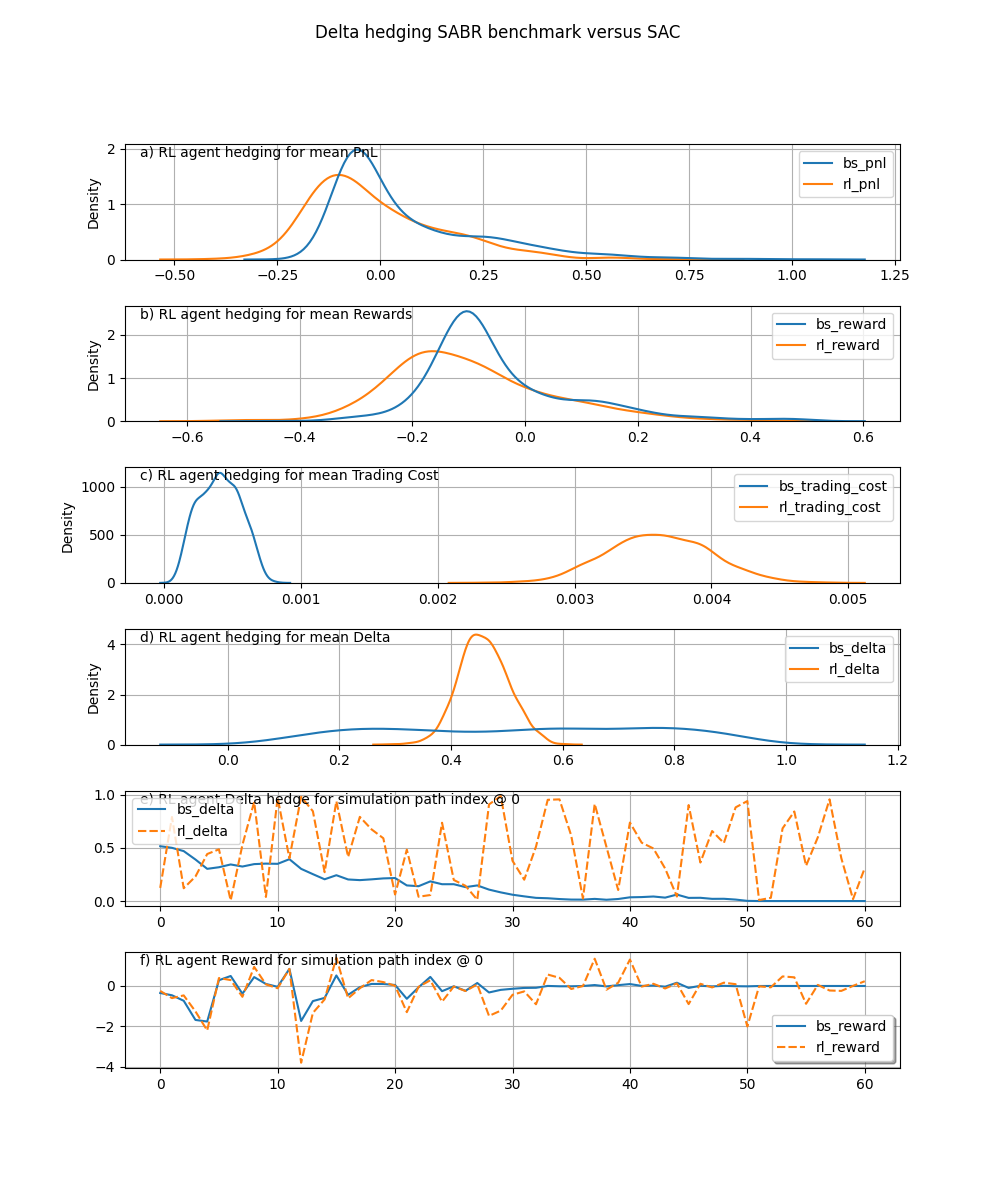 Delta hedging SABR benchmark versus SAC
a) RL agent hedging for mean PnL
bs_pnl
rl_pnl
Density
2
1
0
−0.50 −0.25 0.00 0.25 0.50 0.75 1.00 1.25
b) RL agent hedging for mean Rewards
bs_reward
rl_reward
Density
2
1
0
−0.6 −0.4 −0.2 0.0 0.2 0.4 0.6
c) RL agent hedging for mean Trading Cost
bs_trading_cost
rl_trading_cost
Density
1000
500
0
0.000 0.001 0.002 0.003 0.004 0.005
d) RL agent hedging for mean Delta
bs_delta
rl_delta
Density
4
2
0
0.0 0.2 0.4 0.6 0.8 1.0 1.2
e) RL agent Delta hedge for simulation path index @ 0
bs_delta
rl_delta
1.0
0.5
0.0
0 10 20 30 40 50 60
f) RL agent Reward for simulation path index @ 0
bs_reward
rl_reward
0
−2
−4
0 10 20 30 40 50 60